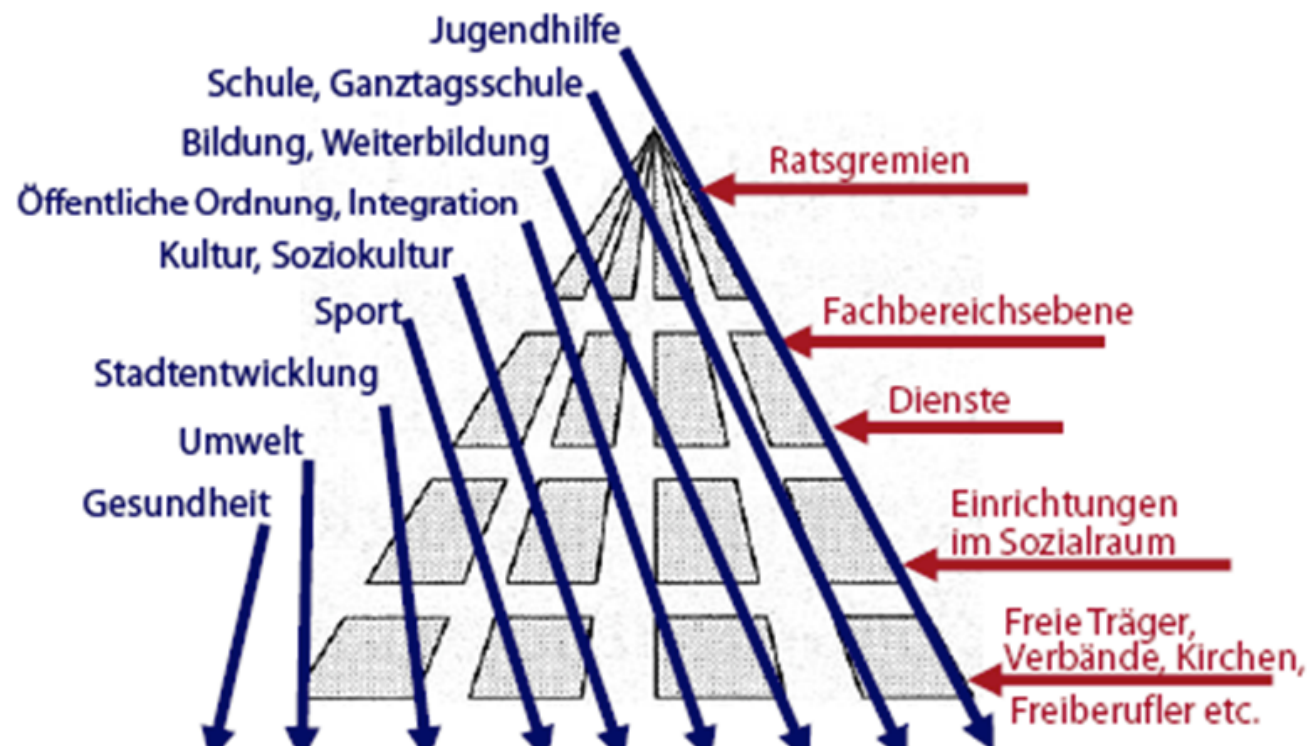 Jugendhilfe
Schule, Ganztagsschule
Bildung, Weiterbildung
Öffentliche Ordnung, Integration
Kultur, Soziokultur
Sport
Stadtentwicklung
Umwelt
Gesundheit
Ratsgremien
Fachbereichsebene
Dienste
Einrichtungen
im Sozialraum
Freie Träger,
Verbände, Kirchen,
Freiberufler etc.